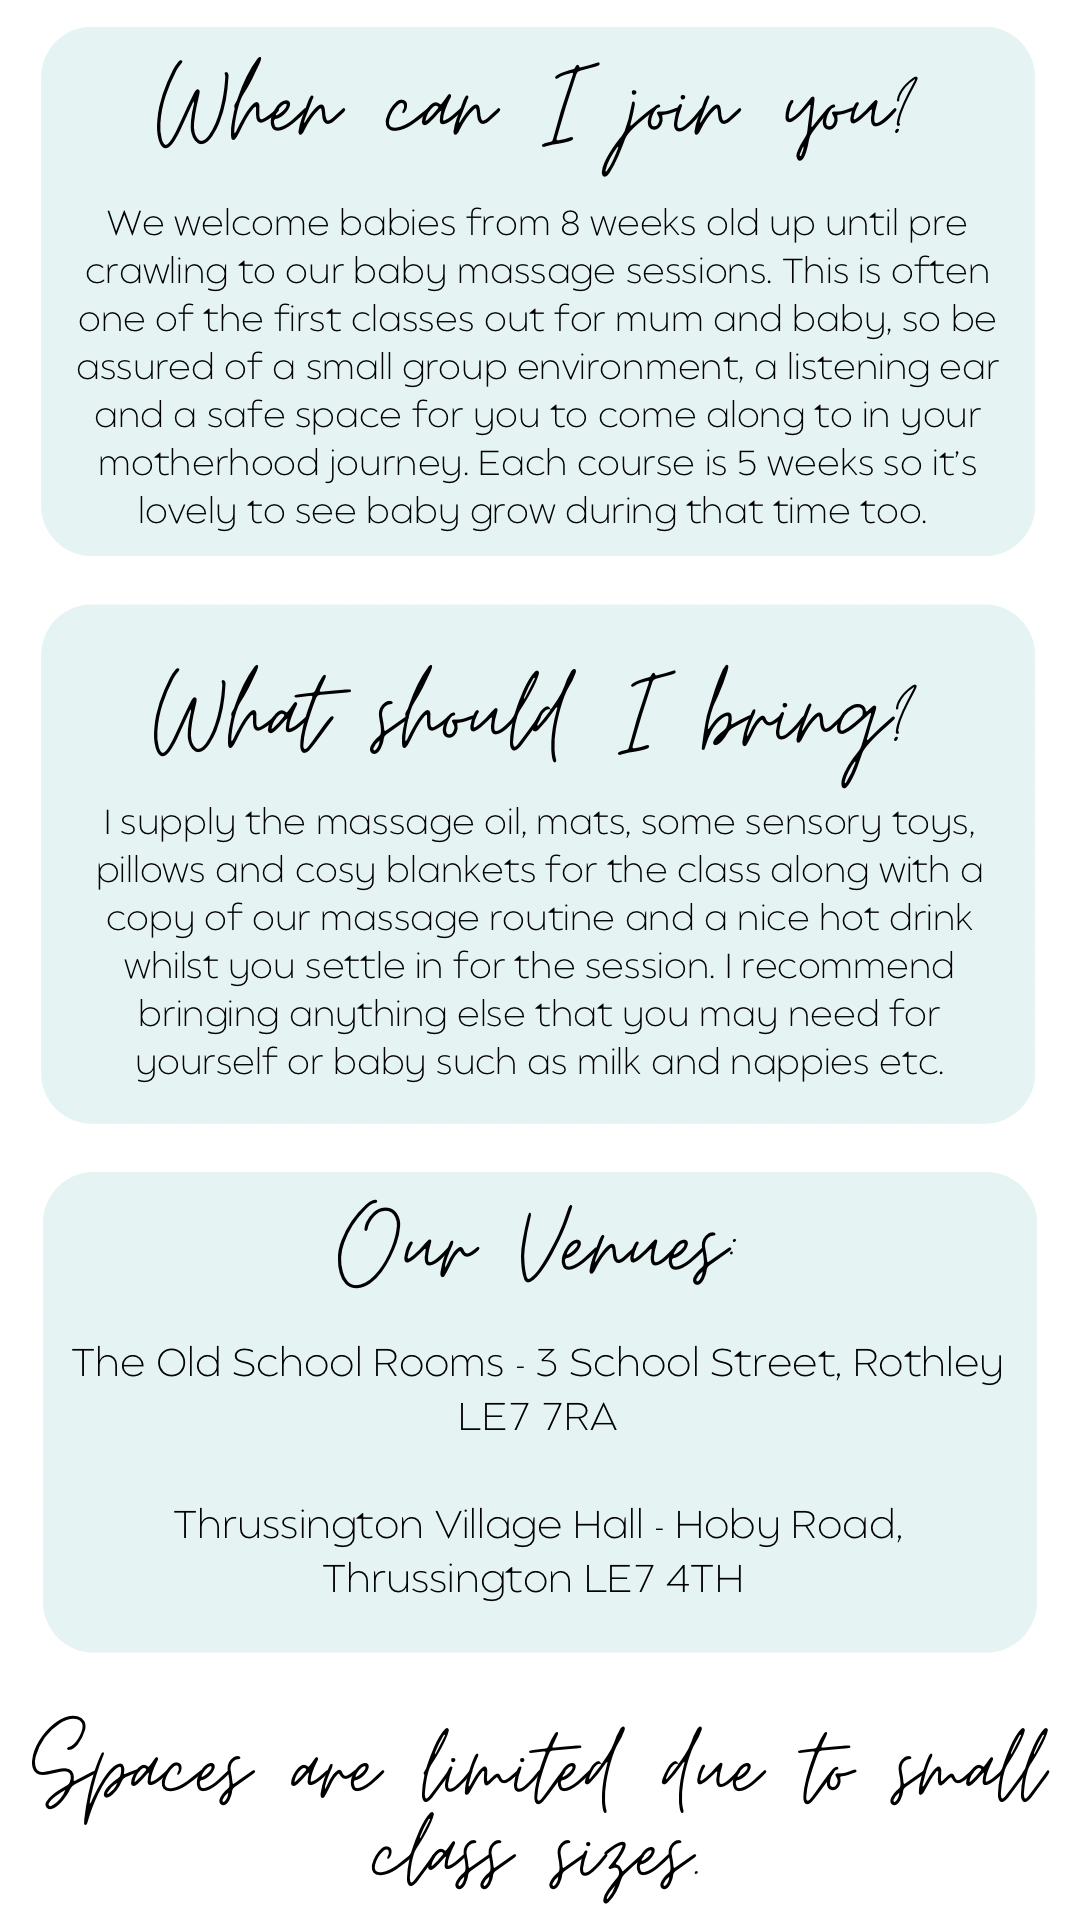 When can I join you?
We welcome babies from 8 weeks old up until pre
crawling to our baby massage sessions. This is often
one of the first classes out for mum and baby, so be
assured of a small group environment, a listening ear
and a safe space for you to come along to in your
motherhood journey. Each course is 5 weeks so it's
lovely to see baby grow during that time too.
What should I bring?
I supply the massage oil, mats, some sensory toys,
pillows and cosy blankets for the class along with a
copy of our massage routine and a nice hot drink
whilst you settle in for the session. I recommend
bringing anything else that you may need for
yourself or baby such as milk and nappies etc.
Our Venues:
The Old School Rooms - 3 School Street, Rothley
LE7 7RA
Thrussington Village Hall - Hoby Road,
Thrussington LE7 4TH
Spaces are limited due to small
class sizes.